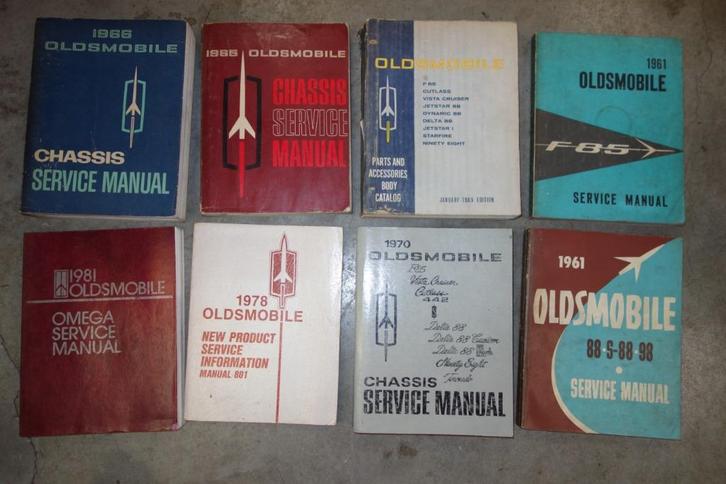 1966
OLDSMOBILE
CHASSIS
SERVICE MANUAL
1965 OLDSMOBILE
CHASSIS
SERVICE
MANUAL
OLDSMOBILE
F 85
CUTLASS
VISTA CRUISER
JETSTAR 88
DYNAMIC 88
DELTA 88
JETSTAR I
STARFIRE
NINETY EIGHT
PARTS AND
ACCESSORIES
BODY
CATALOG
JANUARY 1965 EDITION
1961
OLDSMOBILE
F-85
SERVICE MANUAL
1981
OLDSMOBILE
OMEGA
SERVICE
MANUAL
1978
OLDSMOBILE
NEW PRODUCT
SERVICE
INFORMATION
MANUAL 801
1970
OLDSMOBILE
F85
Vista Cruiser
Cutlass
442
Delta 88
Delta 88 Custom
Delta 88
Ninety Eight
Toronado
CHASSIS
SERVICE MANUAL
1961
OLDSMOBILE
88-S-88-98
SERVICE MANUAL